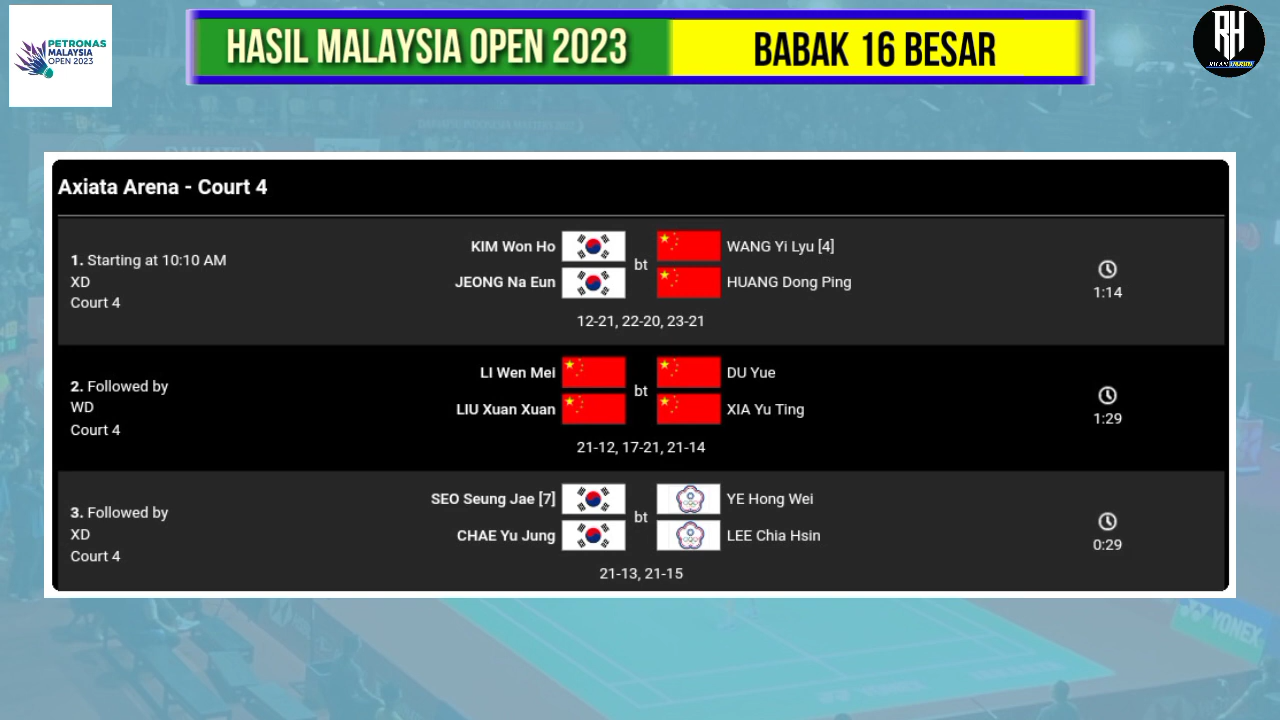 PETRONAS
MALAYSIA
OPEN 2023
HASIL MALAYSIA OPEN 2023
BABAK 16 BESAR
RH
Axiata Arena - Court 4
1. Starting at 10:10 AM
XD
Court 4
KIM Won Ho
JEONG Na Eun
bt
WANG Yi Lyu [4]
HUANG Dong Ping
1:14
12-21, 22-20, 23-21
2. Followed by
WD
Court 4
LI Wen Mei
LIU Xuan Xuan
bt
DU Yue
XIA Yu Ting
1:29
21-12, 17-21, 21-14
3. Followed by
XD
Court 4
SEO Seung Jae [7]
CHAE Yu Jung
bt
YE Hong Wei
LEE Chia Hsin
0:29
21-13, 21-15
YONEX